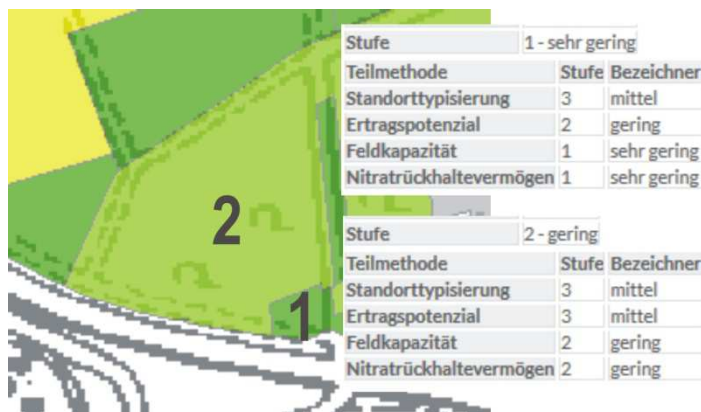 Stufe 1 - sehr gering
Teilmethode Stufe Bezeichner
Standorttypisierung 3 mittel
Ertragspotenzial 2 gering
Feldkapazität 1 sehr gering
Nitratrückhaltevermögen 1 sehr gering
2
Stufe 2 - gering
Teilmethode Stufe Bezeichner
Standorttypisierung 3 mittel
Ertragspotenzial 3 mittel
Feldkapazität 2 gering
Nitratrückhaltevermögen 2 gering
1